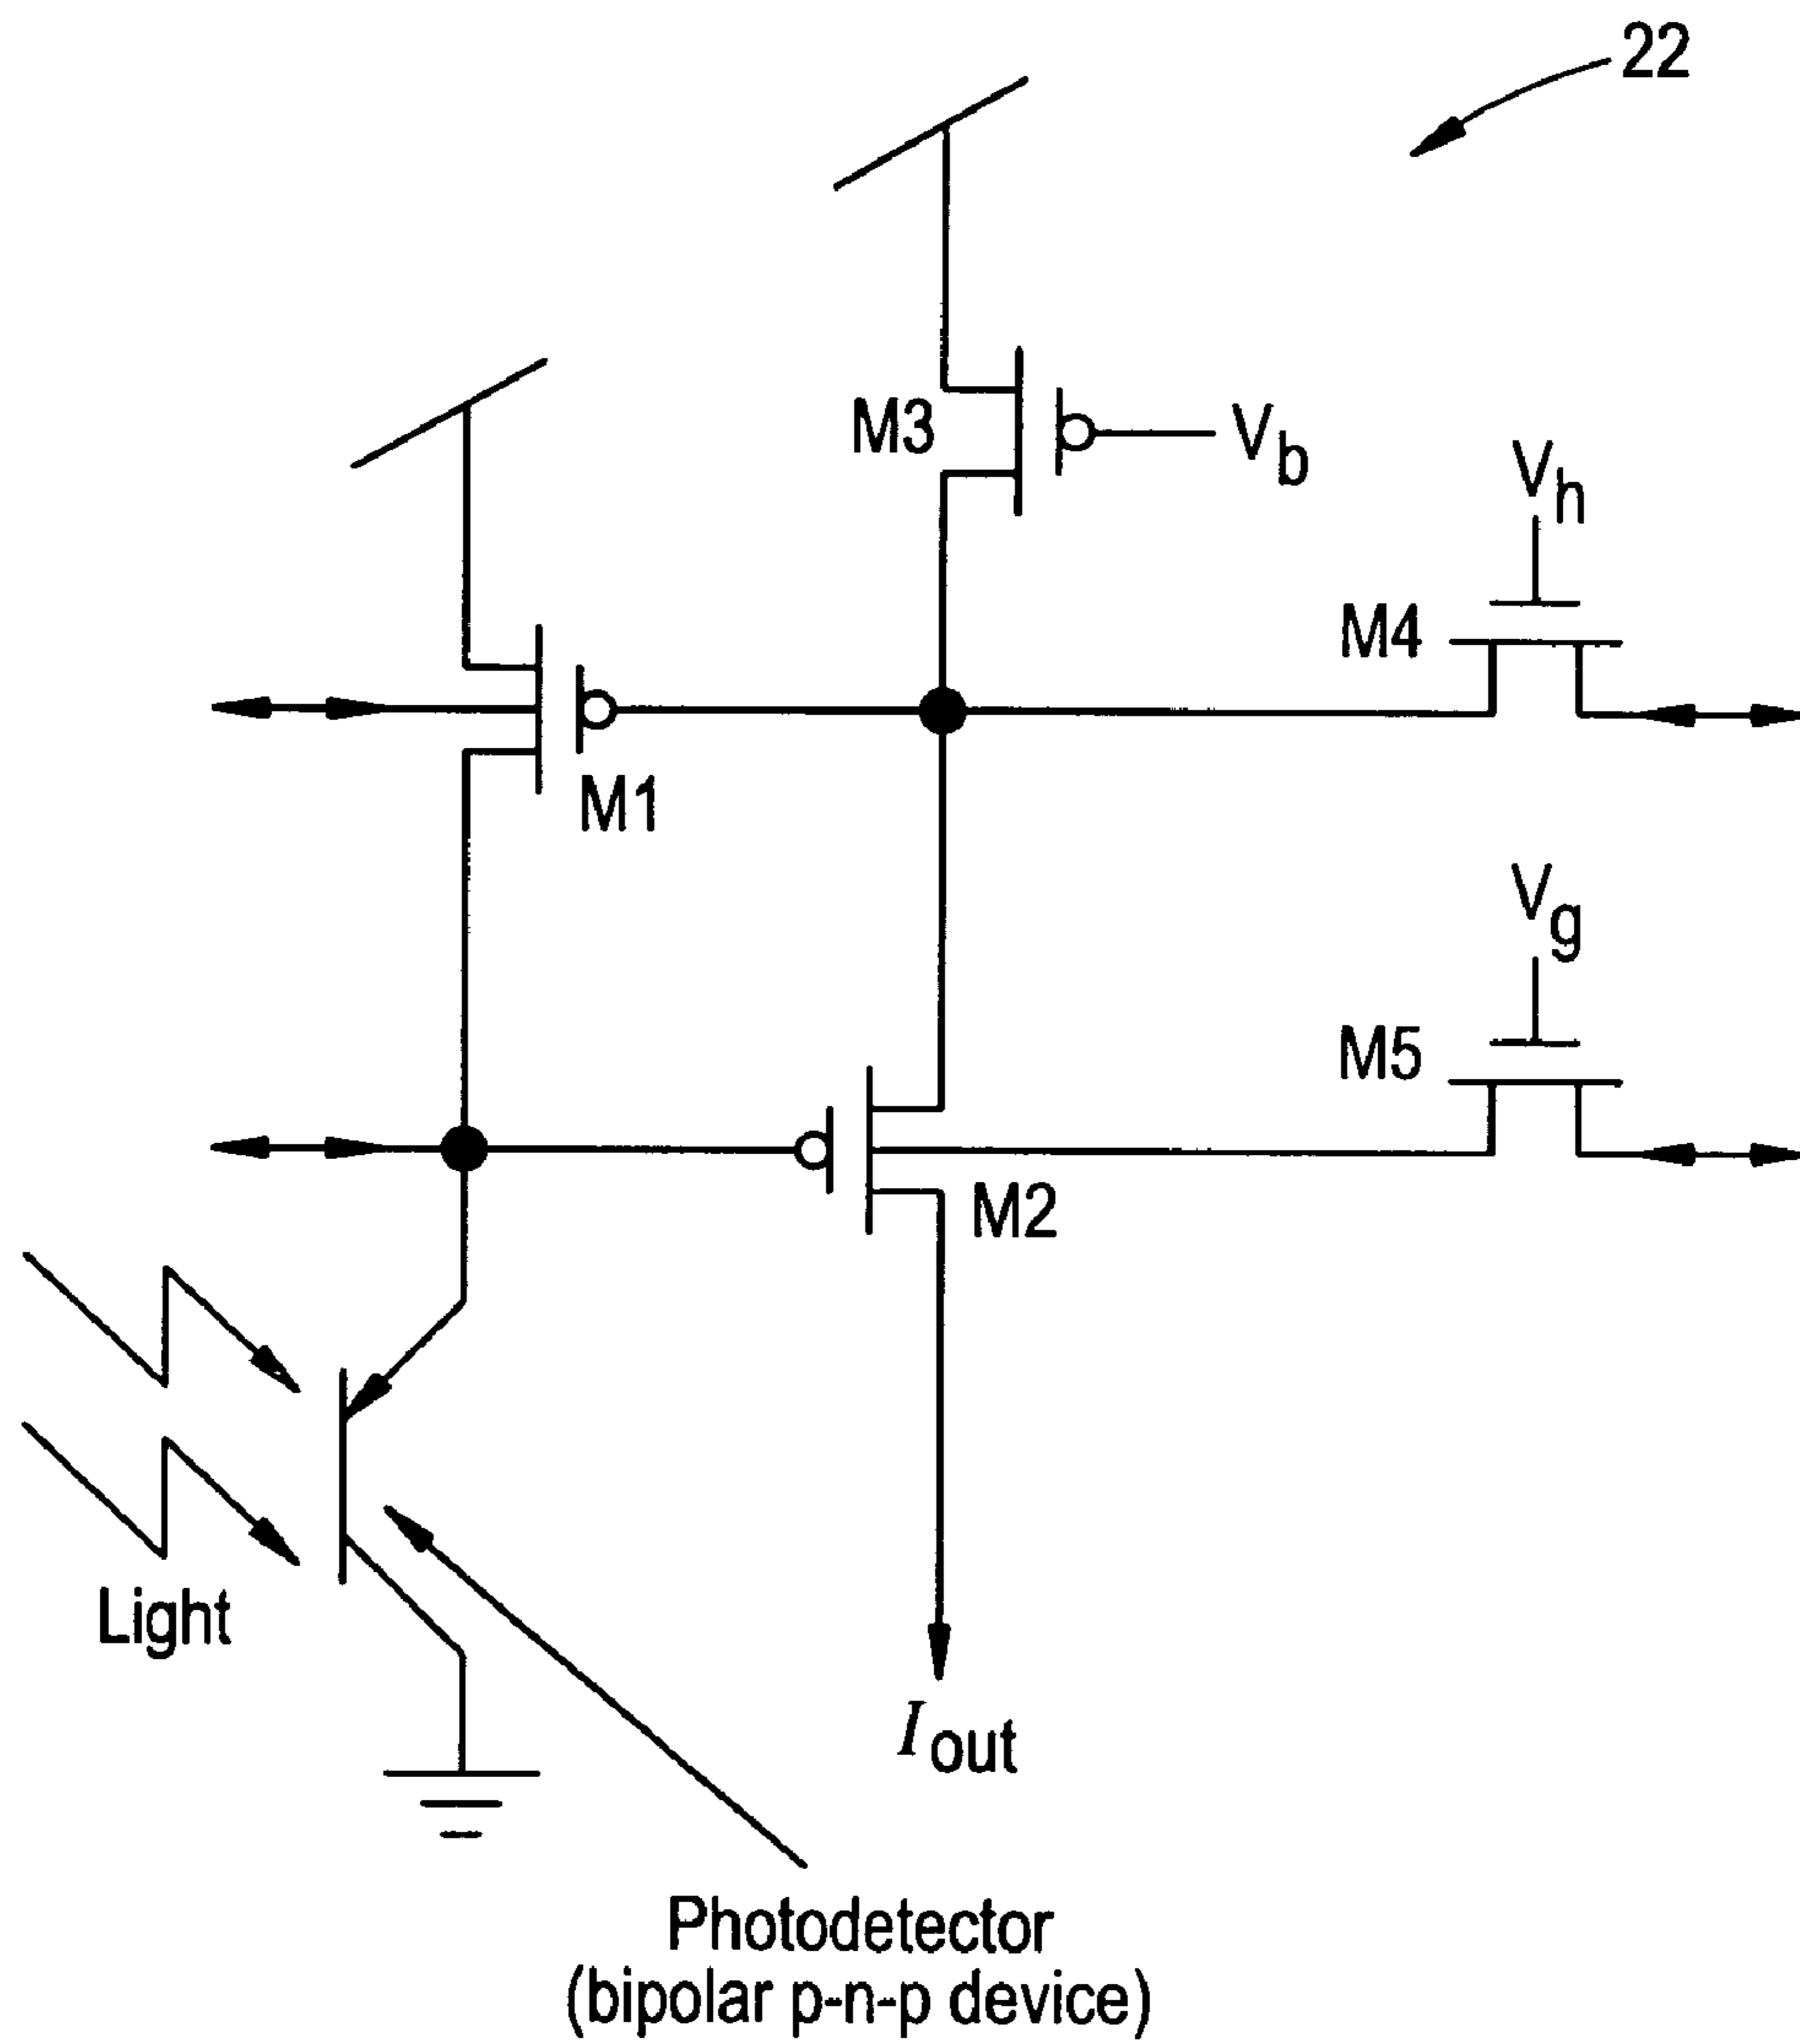 22
M3
Vb
Vh
M4
M1
Vg
M5
M2
Light
Iout
Photodetector
(bipolar p-n-p device)